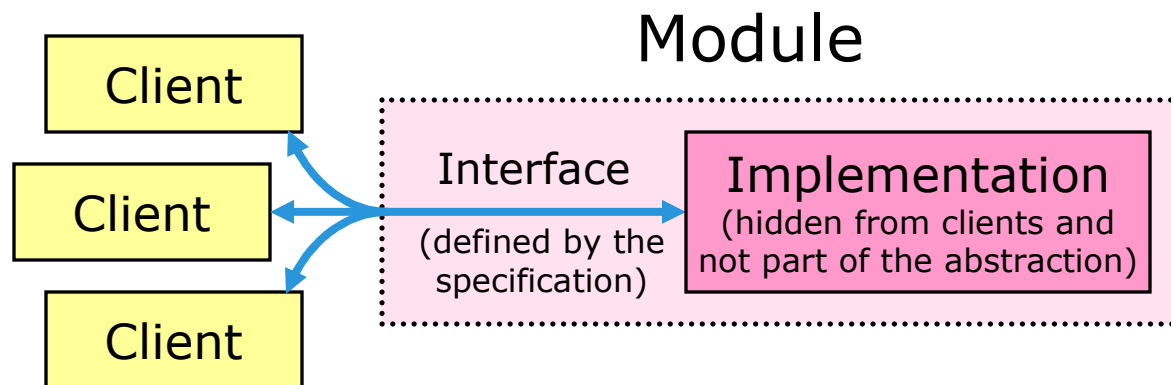 Module
Client
Client
Client
Interface
(defined by the
specification)
Implementation
(hidden from clients and
not part of the abstraction)